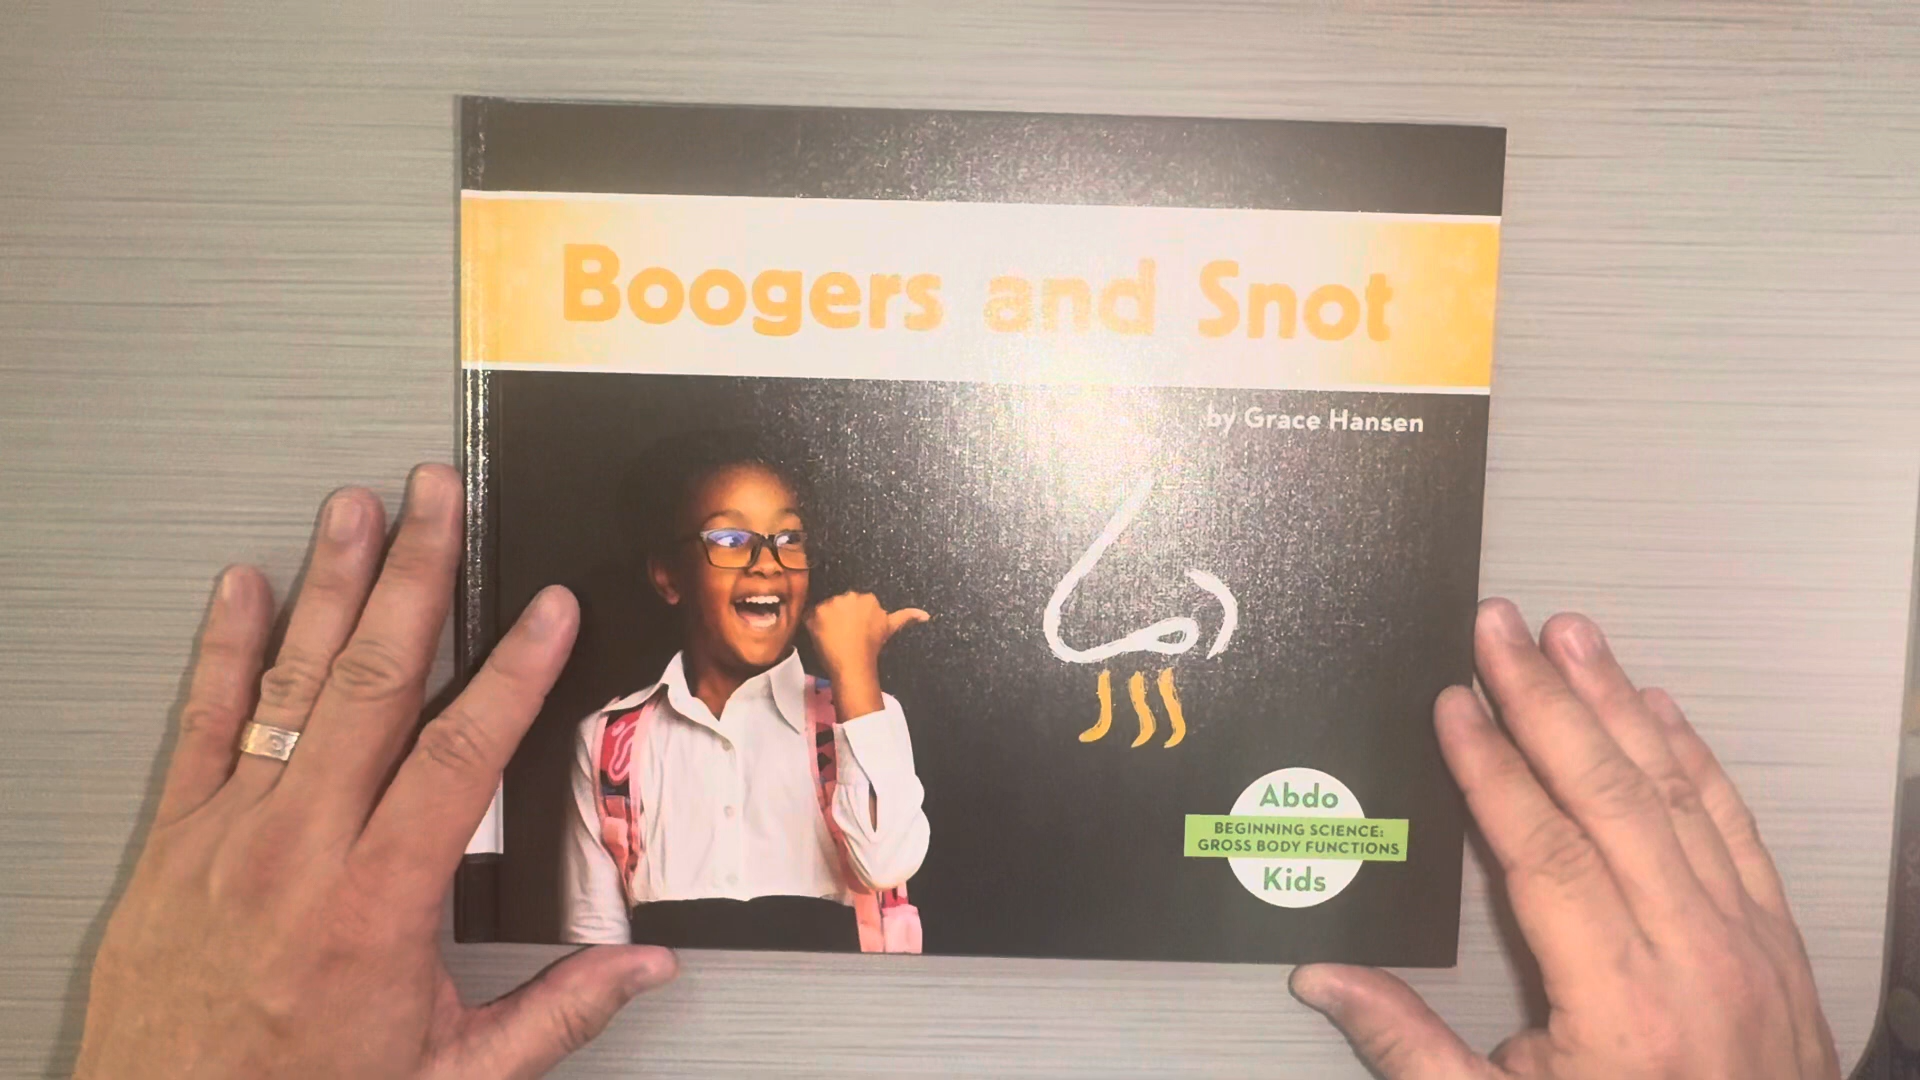 Boogers and Snot
by Grace Hansen
Abdo
BEGINNING SCIENCE:
GROSS BODY FUNCTIONS
Kids